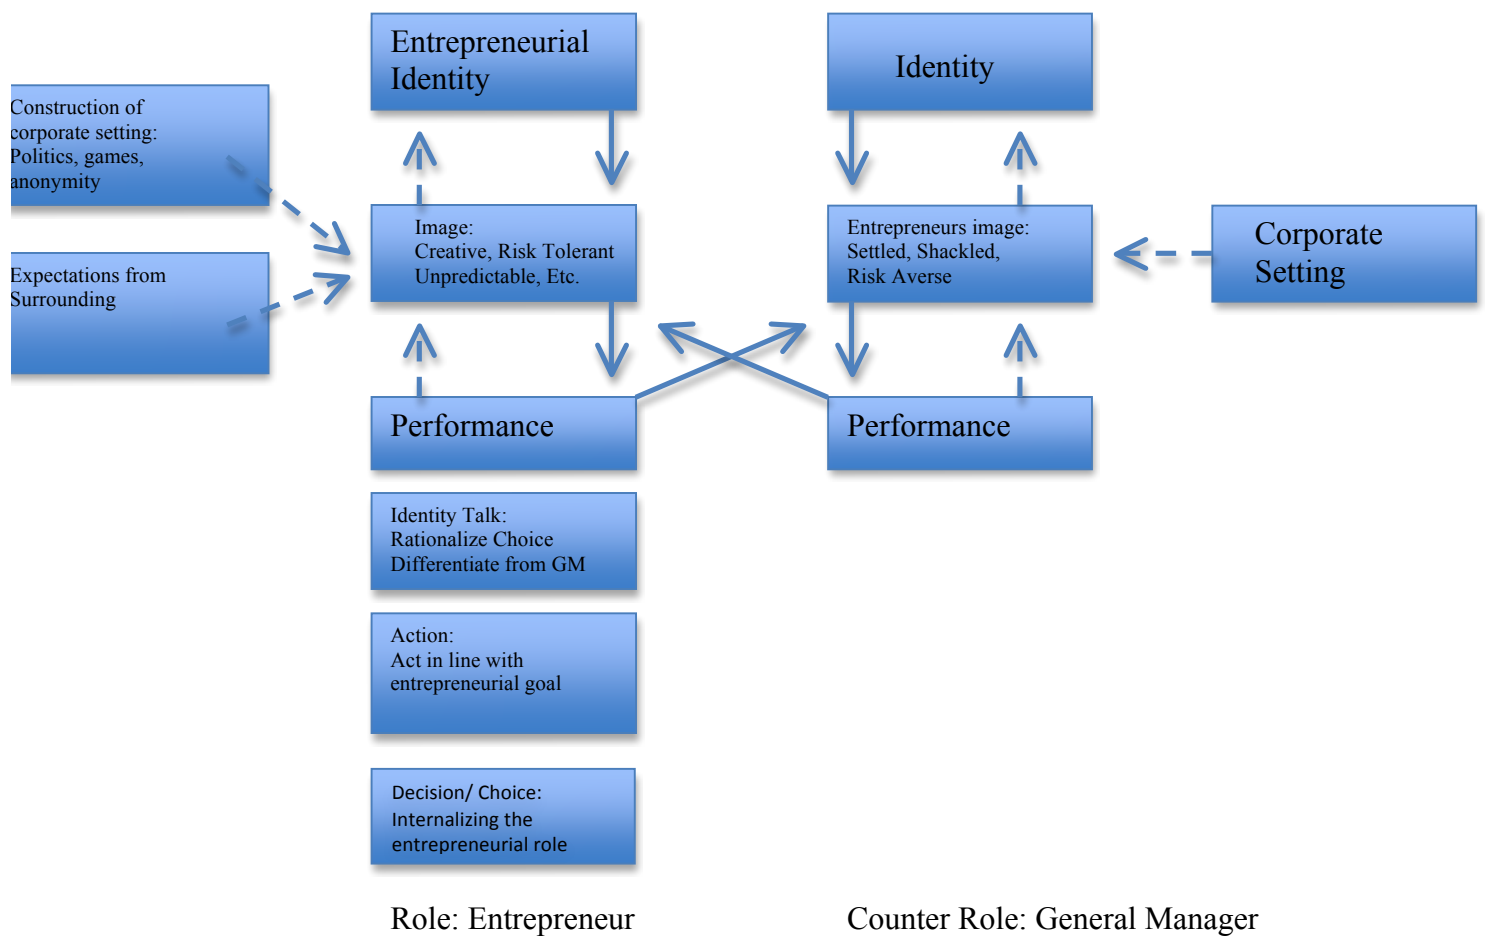 Entrepreneurial
Identity
Identity
Construction of
corporate setting:
Politics, games,
anonymity
Image:
Creative, Risk Tolerant
Unpredictable, Etc.
Entrepreneurs image:
Settled, Shackled,
Risk Averse
Corporate
Setting
Expectations from
Surrounding
Performance
Performance
Identity Talk:
Rationalize Choice
Differentiate from GM
Action:
Act in line with
entrepreneurial goal
Decision/ Choice:
Internalizing the
entrepreneurial role
Role: Entrepreneur
Counter Role: General Manager